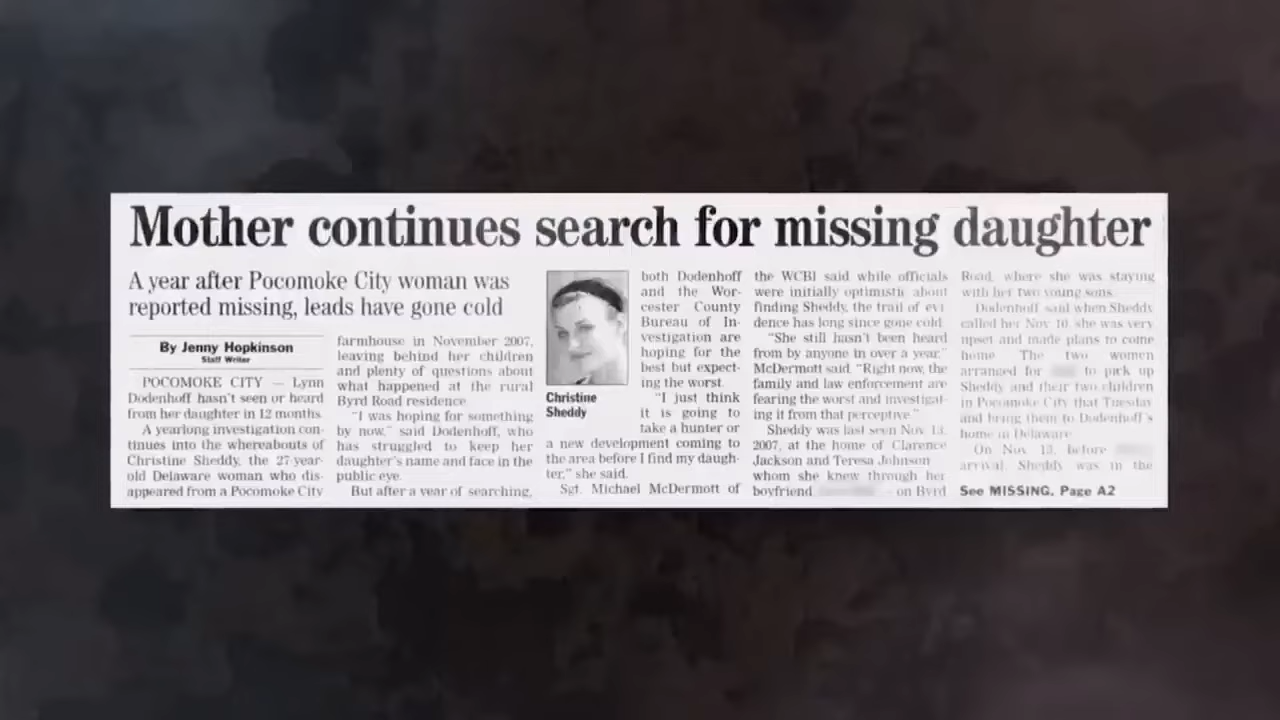 Mother continues search for missing daughter
A year after Pocomoke City woman was
reported missing, leads have gone cold
By Jenny Hopkinson
Staff Writer
POCOMOKE CITY — Lynn
Dodenhoff hasn't seen or heard
from her daughter in 12 months.
A yearlong investigation con-
tinues into the whereabouts of
Christine Sheddy, the 27-year-
old Delaware woman who dis-
appeared from a Pocomoke City
farmhouse in November 2007,
leaving behind her children
and plenty of questions about
what happened at the rural
Byrd Road residence.
"I was hoping for something
by now," said Dodenhoff, who
has struggled to keep her
daughter's name and face in the
public eye.
But after a year of searching,
Christine
Sheddy
both Dodenhoff
and the Wor-
cester County
Bureau of In-
vestigation are
hoping for the
best but expect-
ing the worst.
"I just think
it is going to
take a hunter or
a new development coming to
the area before I find my daugh-
ter," she said.
Sgt. Michael McDermott of
the WCBI said while officials
were initially optimistic about
finding Sheddy, the trail of evi
dence has long since gone cold.
"She still hasn't been heard
from by anyone in over a year,"
McDermott said. "Right now, the
family and law enforcement are
fearing the worst and investigat-
ing it from that perceptive."
Sheddy was last seen Nov. 13,
2007, at the home of Clarence
Jackson and Teresa Johnson
whom she knew through her
boyfriend — on Byrd
Road, where she was staying
with her two young sons.
Dodenhoff said when Sheddy
called her Nov. 10, she was very
upset and made plans to come
home. The two women
arranged for to pick up
Sheddy and their two children
in Pocomoke City that Tuesday
and bring them to Dodenhoff's
home in Delaware.
On Nov. 13, before
arrival, Sheddy was in the
See MISSING, Page A2